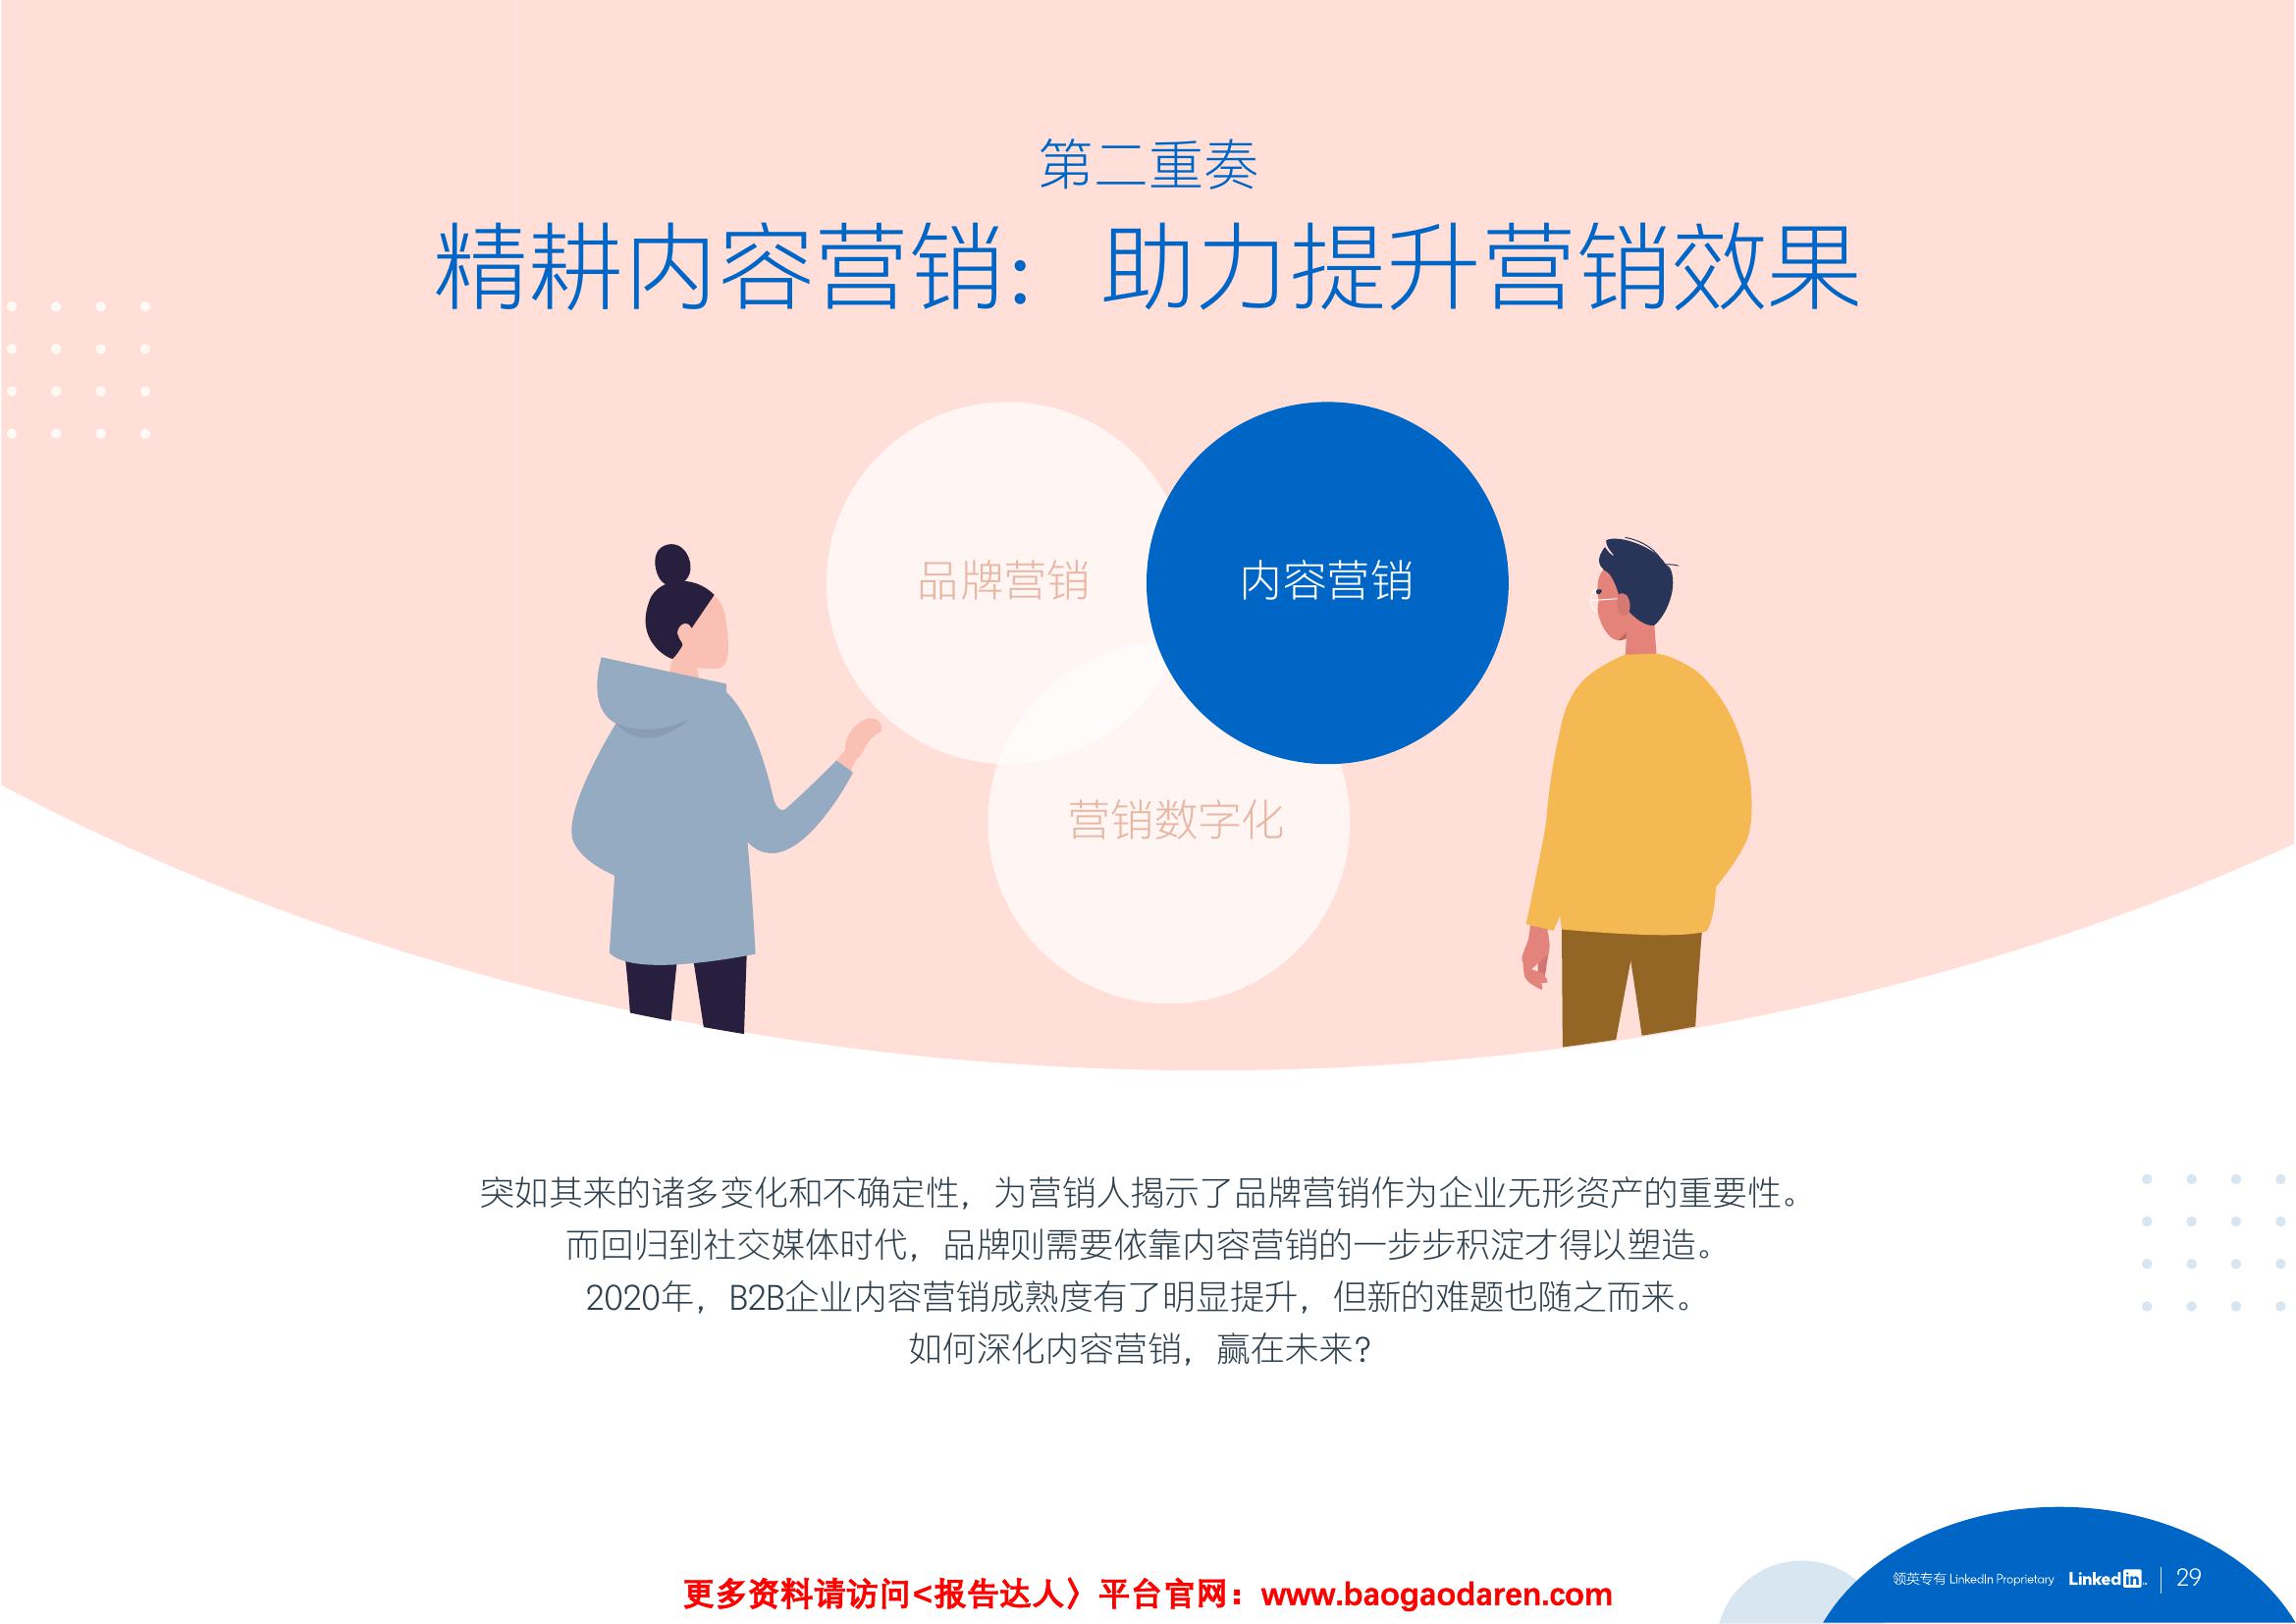 第二重奏
精耕内容营销：助力提升营销效果
品牌营销
内容营销
营销数字化
突如其来的诸多变化和不确定性，为营销人揭示了品牌营销作为企业无形资产的重要性。
而回归到社交媒体时代，品牌则需要依靠内容营销的一步步积淀才得以塑造。
2020年，B2B企业内容营销成熟度有了明显提升，但新的难题也随之而来。
如何深化内容营销，赢在未来？
领英专有 LinkedIn Proprietary LinkedIn 29
更多资料请访问<报告达人〉平台官网：www.baogaodaren.com